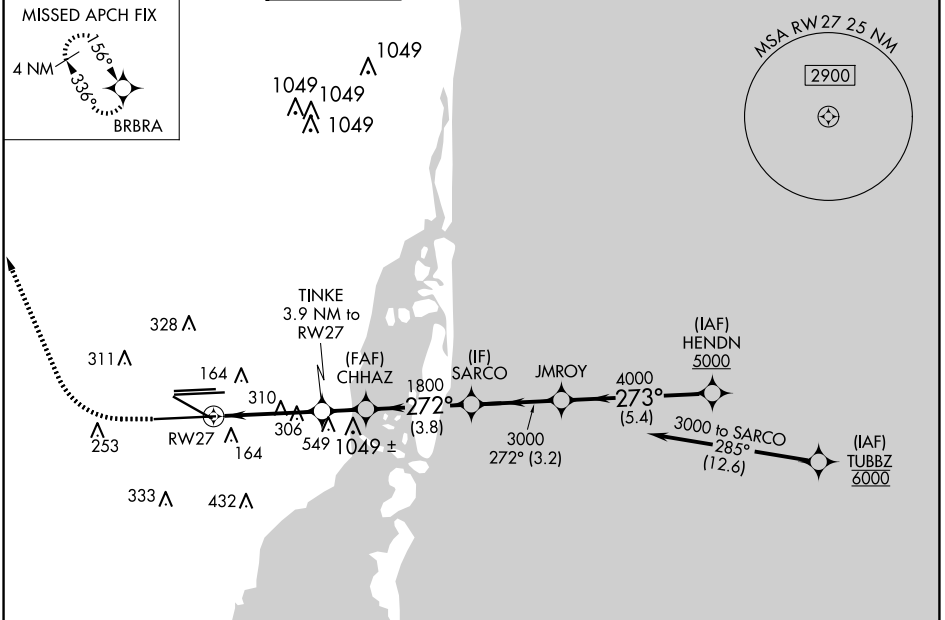 MISSED APCH FIX
4 NM
156°
336°
BRBRA
1049
1049
1049
1049
MSA RW27 25 NM
2900
TINKE
3.9 NM to
RW27
328
311
164
310
306
549
1049 ±
253
RW27
164
333
432
(FAF)
CHHAZ
1800
272°
(3.8)
(IF)
SARCO
JMROY
3000
272° (3.2)
4000
273°
(5.4)
(IAF)
HENDN
5000
3000 to SARCO
285°
(12.6)
(IAF)
TUBBZ
6000